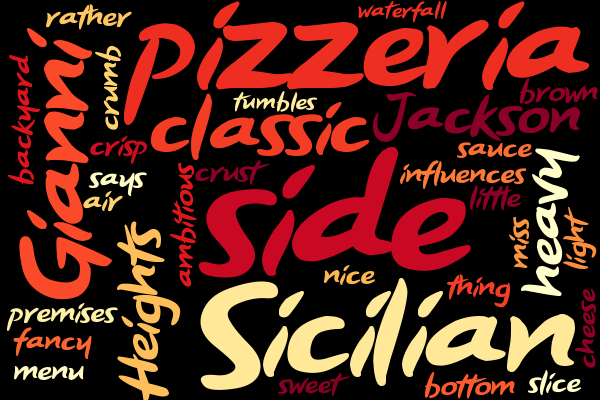 rather
waterfall
pizzeria
backyard
Gianni
crumb
tumbles
brown
classic
Jackson
crisp
sauce
says
crust
influences
air
ambitious
side
little
heavy
miss
light
Heights
nice
thing
premises
Sicilian
cheese
fancy
menu
sweet
bottom
slice